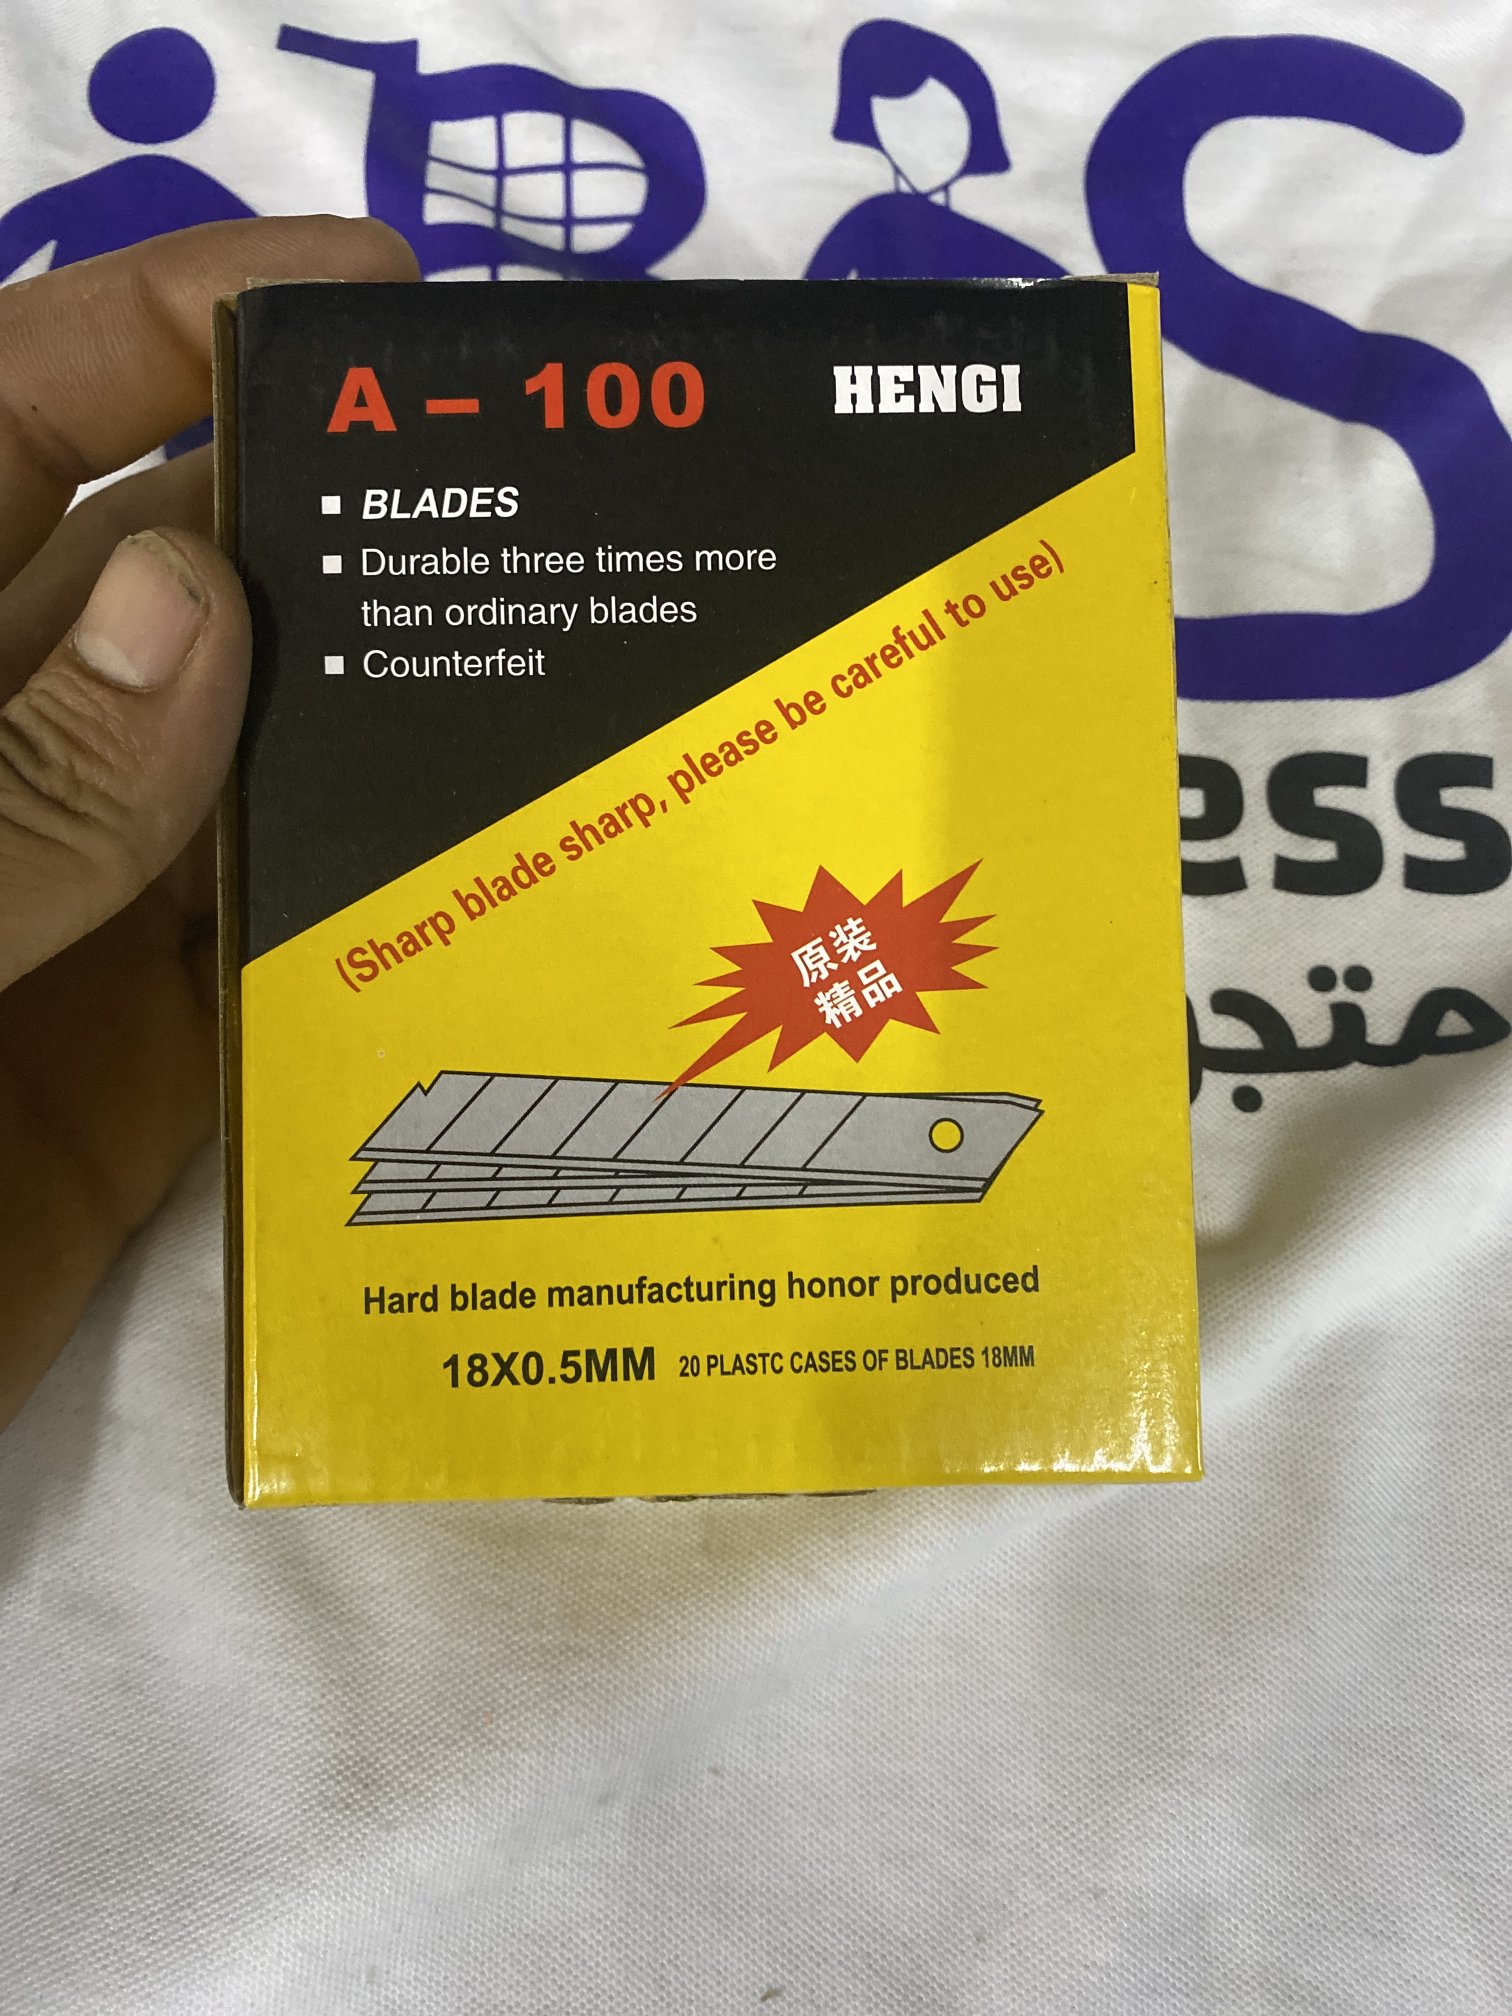 A – 100
HENGI
BLADES
Durable three times more
than ordinary blades
Counterfeit
(Sharp blade sharp, please be careful to use)
原装
精品
Hard blade manufacturing honor produced
18X0.5MM 20 PLASTC CASES OF BLADES 18MM
ess
متجر